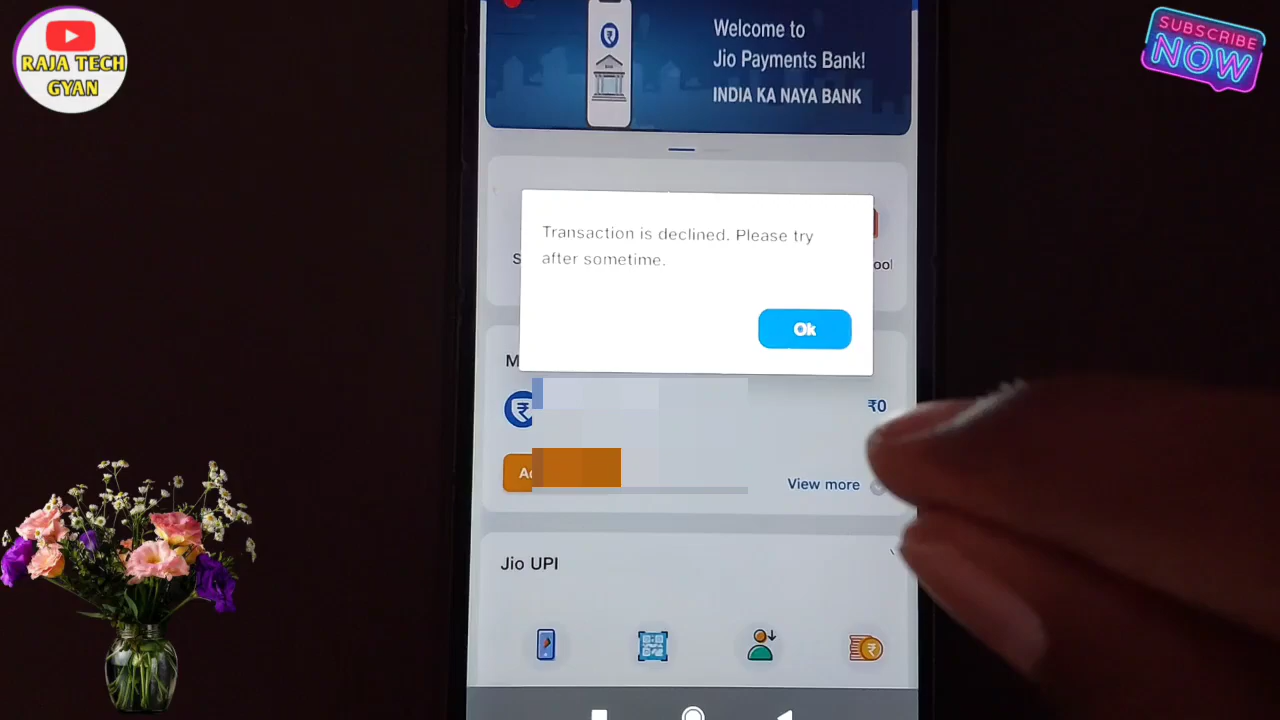 RAJA TECH
GYAN
SUBSCRIBE
NOW
Welcome to
Jio Payments Bank!
INDIA KA NAYA BANK
Transaction is declined. Please try
after sometime.
Ok
₹0
View more
Jio UPI